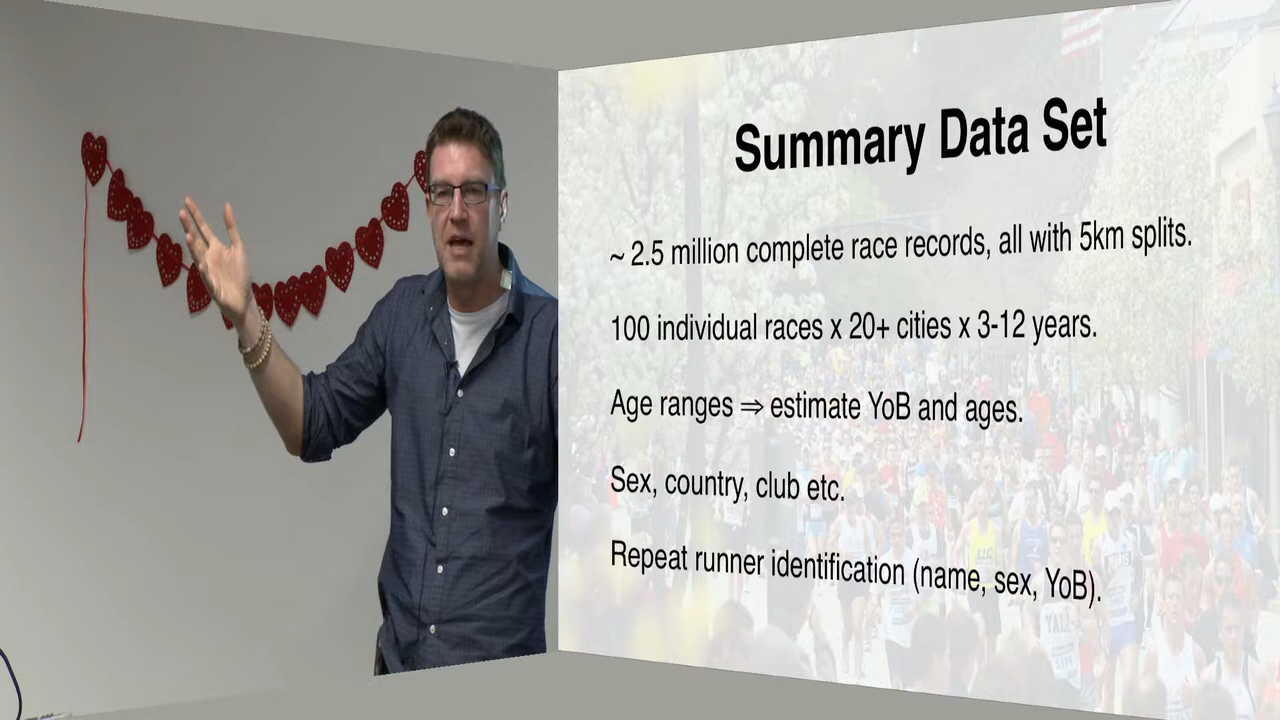 Summary Data Set
~ 2.5 million complete race records, all with 5km splits.
100 individual races x 20+ cities x 3-12 years.
Age ranges ⇒ estimate YoB and ages.
Sex, country, club etc.
Repeat runner identification (name, sex, YoB).